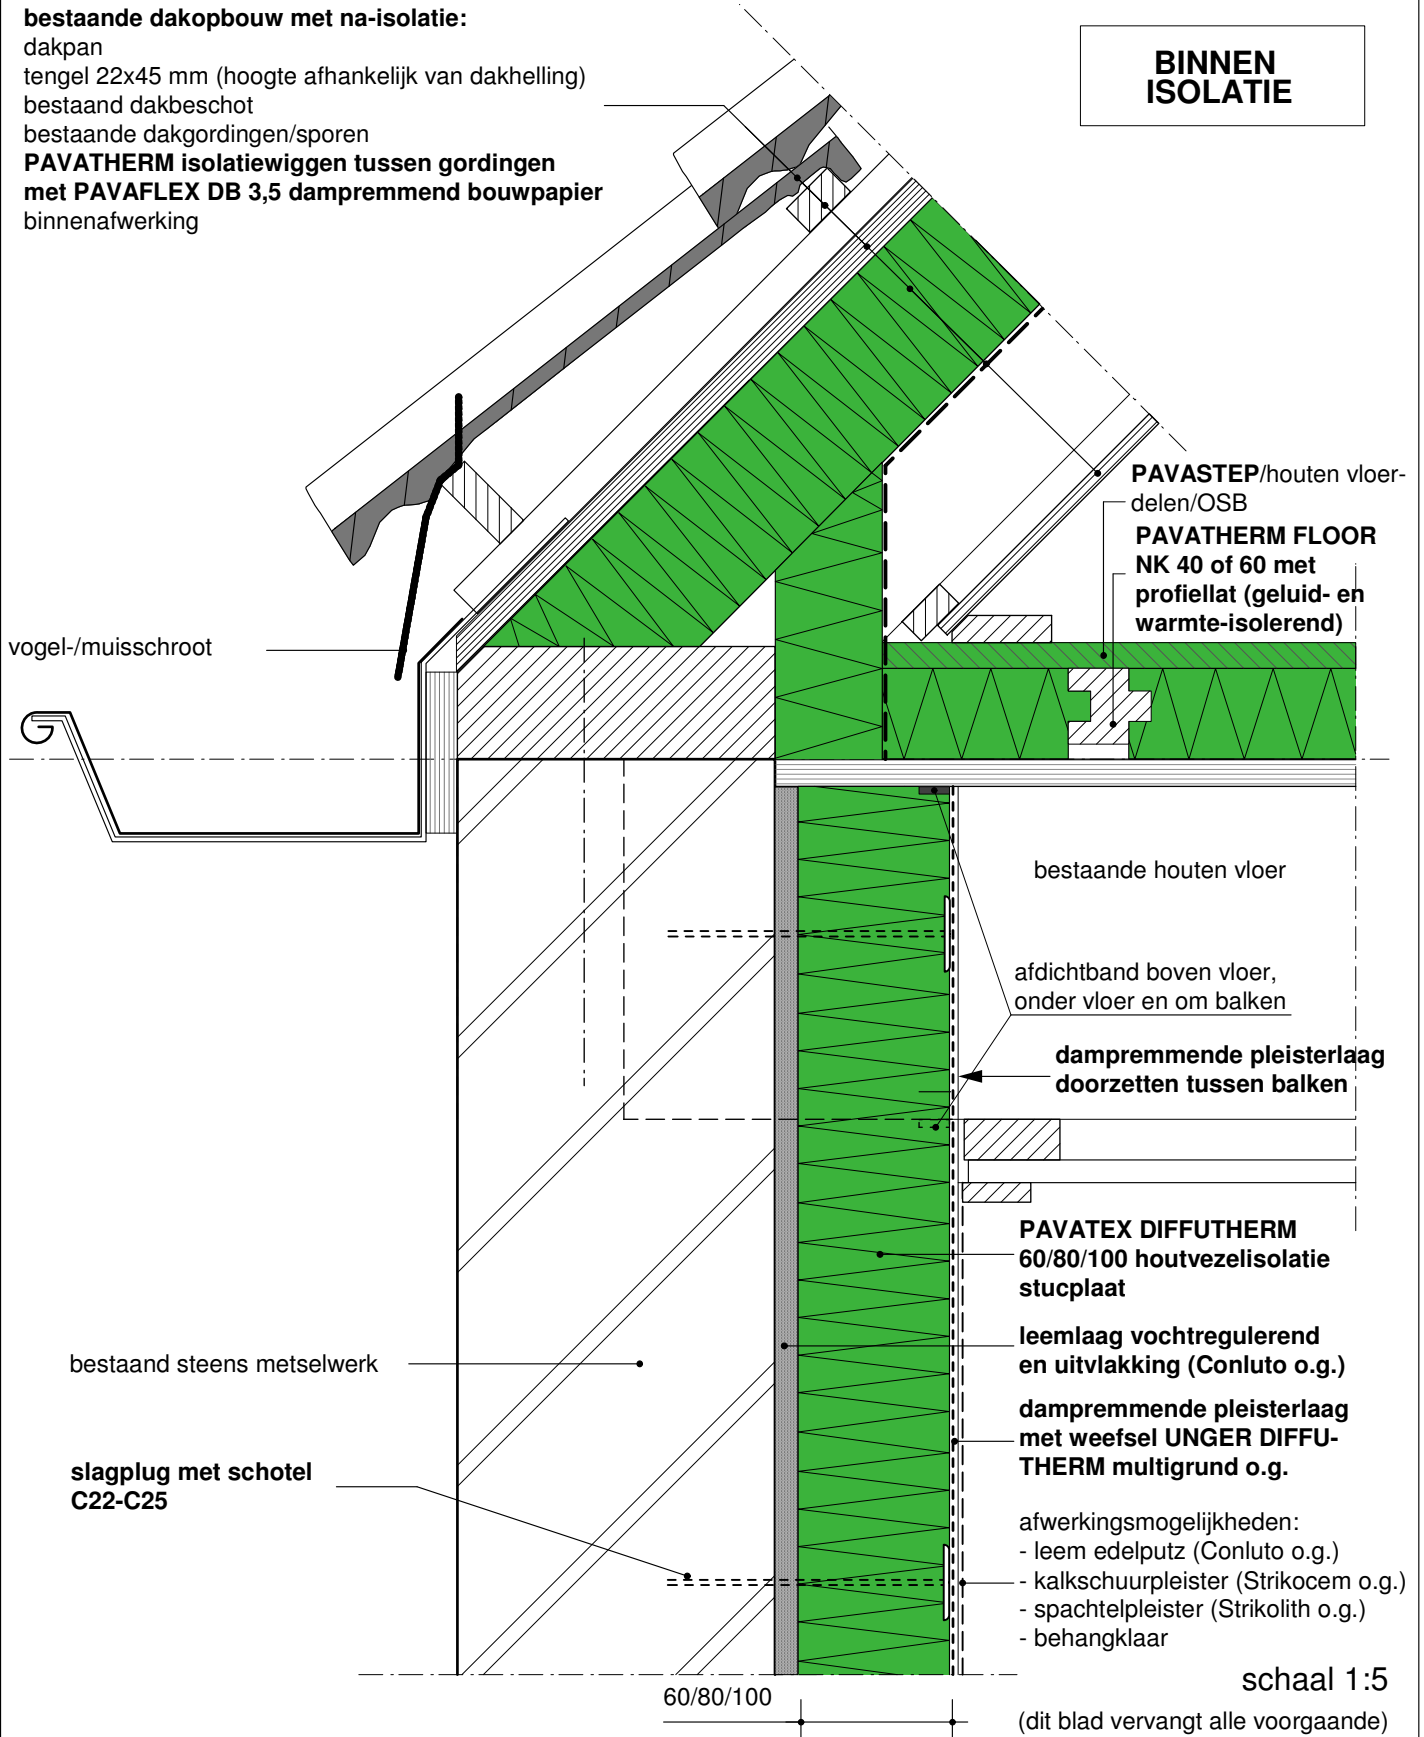 bestaande dakopbouw met na-isolatie:
dakpan
tengel 22x45 mm (hoogte afhankelijk van dakhelling)
bestaand dakbeschot
bestaande dakgordingen/sporen
PAVATHERM isolatiewiggen tussen gordingen
met PAVAFLEX DB 3,5 dampremmend bouwpapier
binnenafwerking
BINNEN
ISOLATIE
PAVASTEP/houten vloer-
delen/OSB
PAVATHERM FLOOR
NK 40 of 60 met
profiellat (geluid- en
warmte-isolerend)
vogel-/muisschroot
bestaande houten vloer
afdichtband boven vloer,
onder vloer en om balken
dampremmende pleisterlaag
doorzetten tussen balken
PAVATEX DIFFUTHERM
60/80/100 houtvezelisolatie
stucplaat
leemlaag vochtregulerend
en uitvlakking (Conluto o.g.)
bestaand steens metselwerk
dampremmende pleisterlaag
met weefsel UNGER DIFFU-
THERM multigrund o.g.
slagplug met schotel
C22-C25
afwerkingsmogelijkheden:
- leem edelputz (Conluto o.g.)
- kalkschuurpleister (Strikocem o.g.)
- spachtelpleister (Strikolith o.g.)
- behangklaar
schaal 1:5
60/80/100
(dit blad vervangt alle voorgaande)